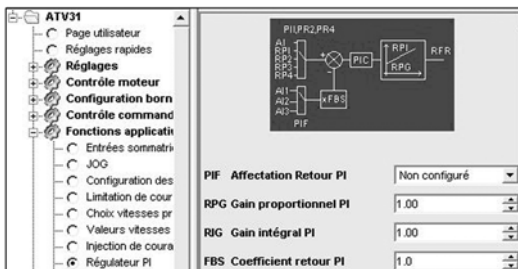 ATV31
Page utilisateur
Réglages rapides
Réglages
Contrôle moteur
Configuration born
Contrôle command
Fonctions applicati
Entrées sommatri
JOG
Configuration des
Limitation de cour
Choix vitesses pr
Valeurs vitesses
Injection de coura
Régulateur PI
PII,PR2,PR4
AI
RPI
RP2
RP3
RP4
PIC
RPI
RPG
RFR
AI1
AI2
AI3
xFBS
PIF
PIF Affectation Retour PI Non configuré
RPG Gain proportionnel PI 1.00
RIG Gain intégral PI 1.00
FBS Coefficient retour PI 1.0